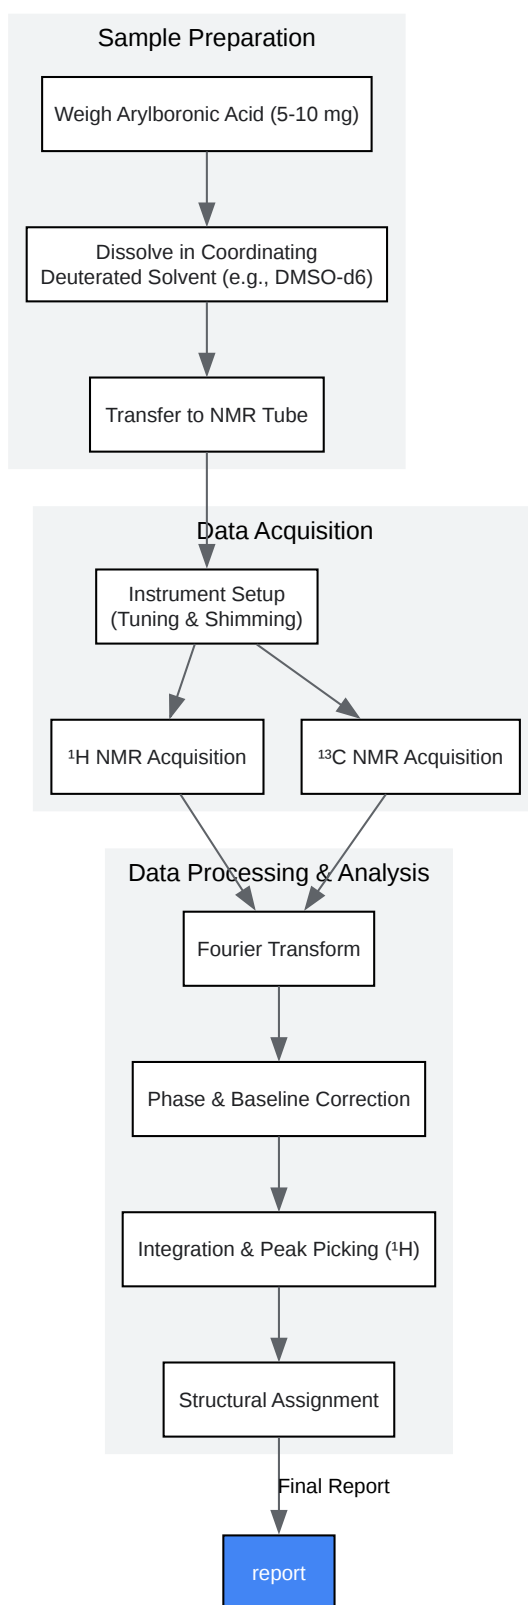 Sample Preparation
Weigh Arylboronic Acid (5-10 mg)
Dissolve in Coordinating
Deuterated Solvent (e.g., DMSO-d6)
Transfer to NMR Tube
Data Acquisition
Instrument Setup
(Tuning & Shimming)
¹H NMR Acquisition
¹³C NMR Acquisition
Data Processing & Analysis
Fourier Transform
Phase & Baseline Correction
Integration & Peak Picking (¹H)
Structural Assignment
Final Report
report